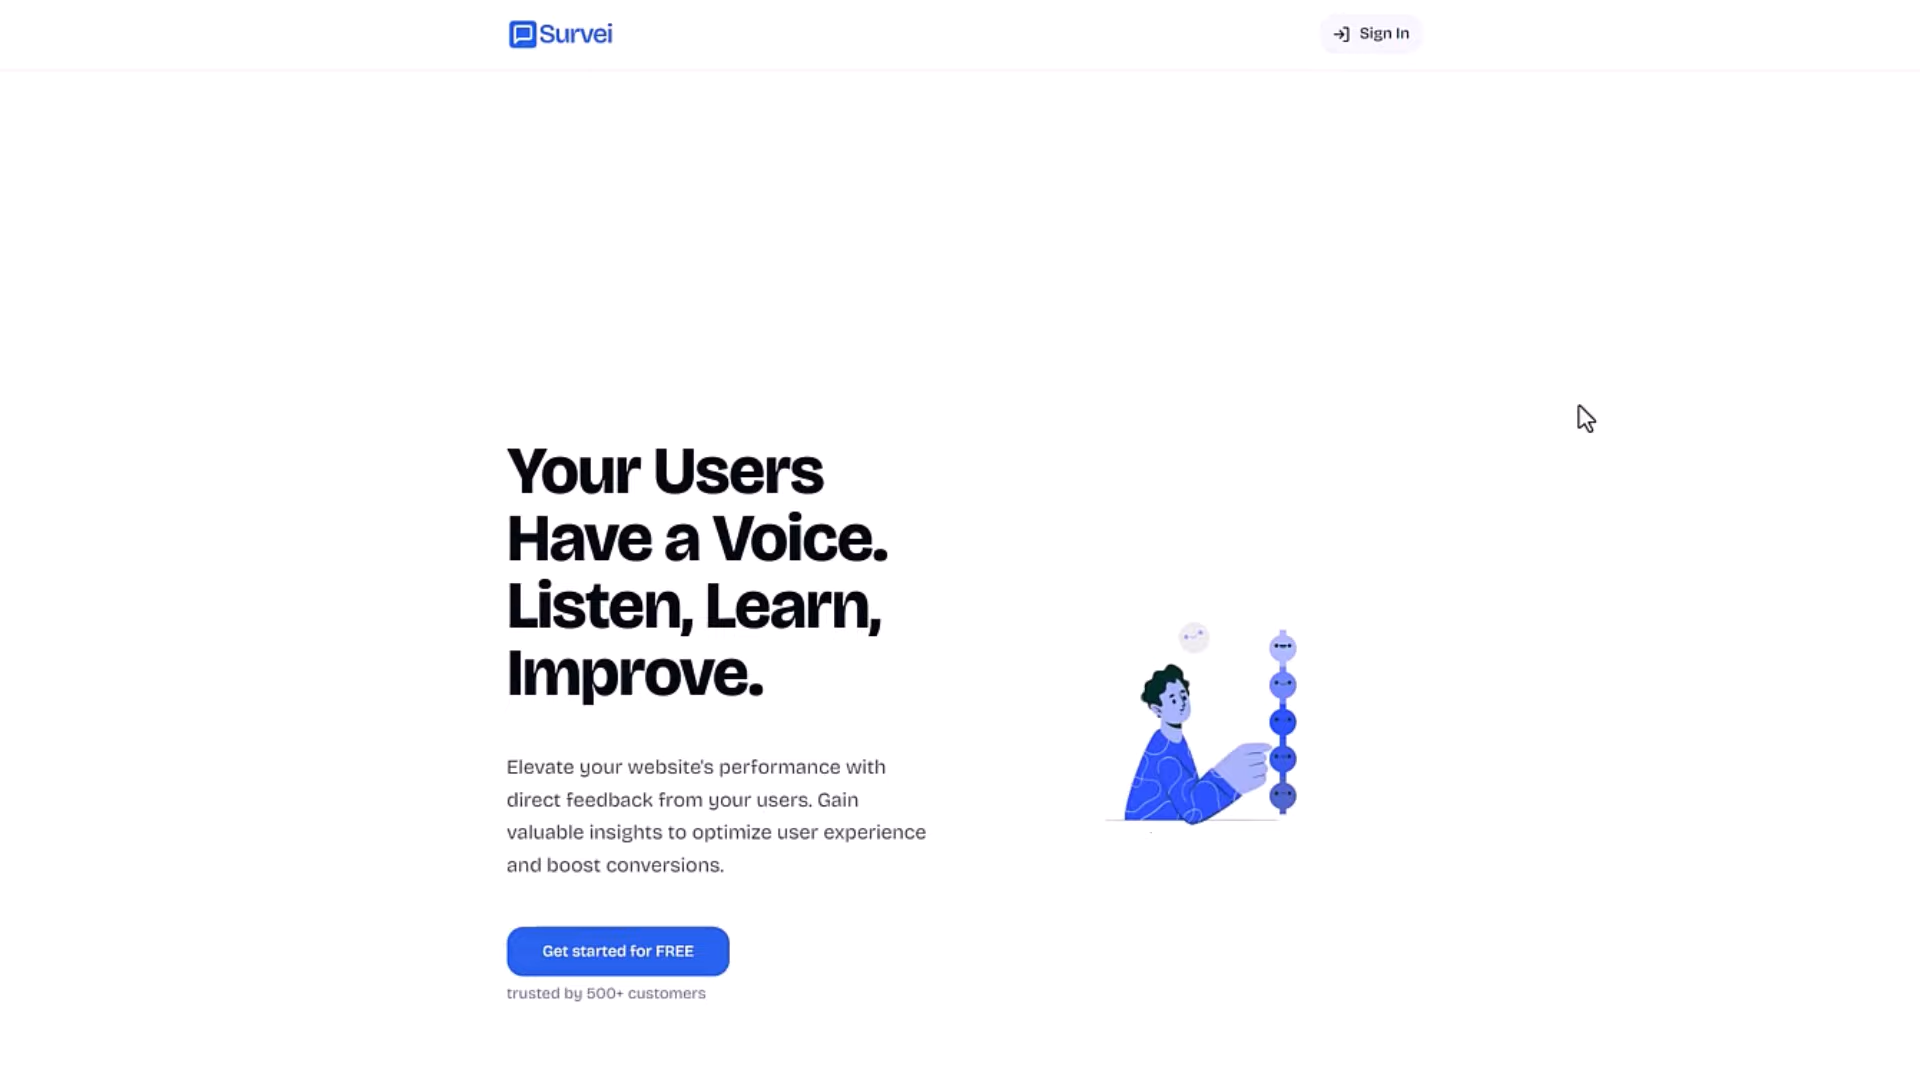 Survei
Sign In
Your Users
Have a Voice.
Listen, Learn,
Improve.
Elevate your website's performance with
direct feedback from your users. Gain
valuable insights to optimize user experience
and boost conversions.
Get started for FREE
trusted by 500+ customers